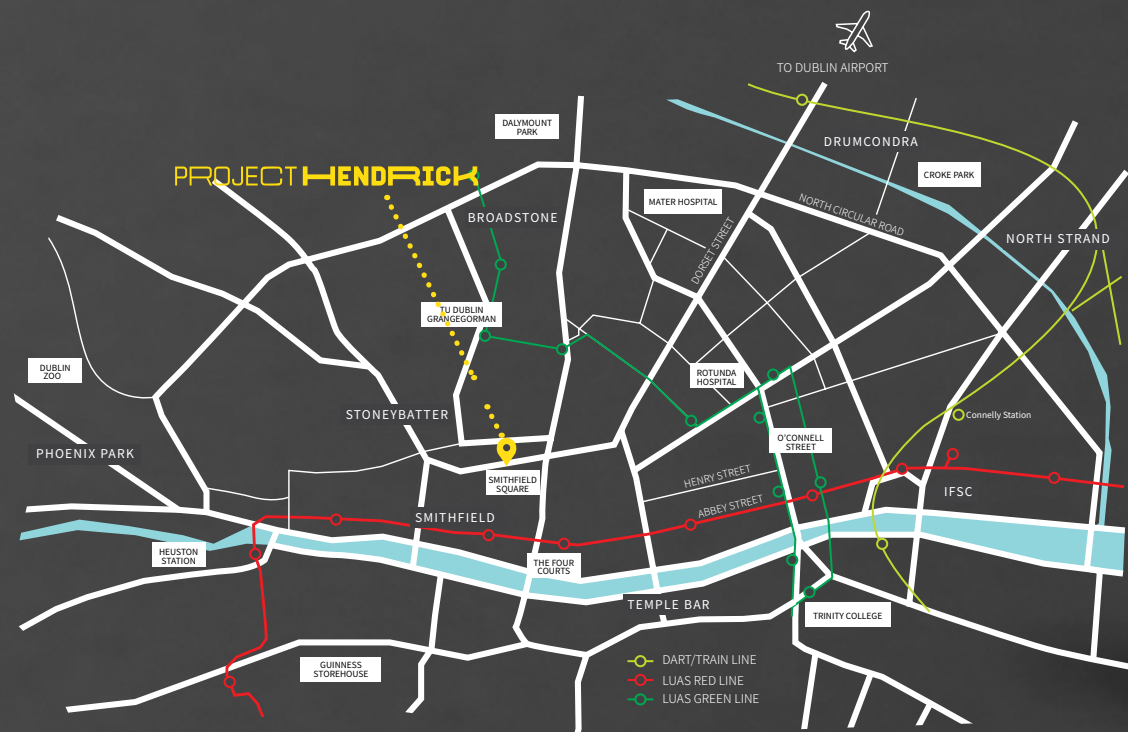 TO DUBLIN AIRPORT
DALYMOUNT
PARK
DRUMCONDRA
PROJECT HENDRICK
CROKE PARK
MATER HOSPITAL
NORTH CIRCULAR ROAD
BROADSTONE
DORSET STREET
NORTH STRAND
TU DUBLIN
GRANGEGORMAN
DUBLIN
ZOO
ROTUNDA
HOSPITAL
STONEYBATTER
Connelly Station
O'CONNELL
STREET
PHOENIX PARK
SMITHFIELD
SQUARE
HENRY STREET
IFSC
ABBEY STREET
SMITHFIELD
HEUSTON
STATION
THE FOUR
COURTS
TEMPLE BAR
TRINITY COLLEGE
GUINNESS
STOREHOUSE
DART/TRAIN LINE
LUAS RED LINE
LUAS GREEN LINE